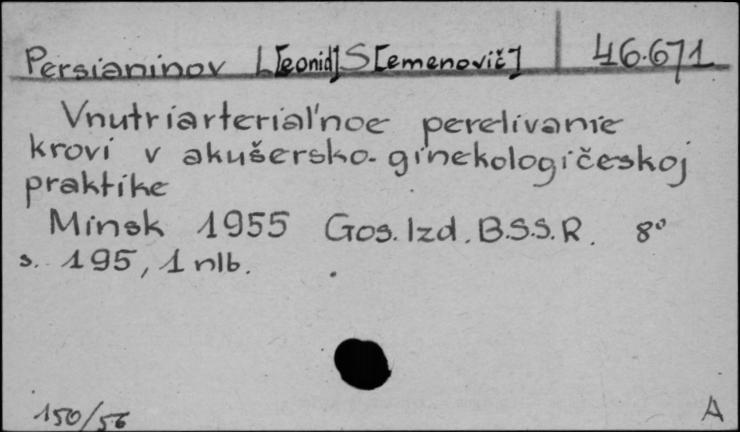 Persianinov L[eonid] S[emenovič] 46.671
Vnutriarterial'noe perelivanie
krovi v akušersko-ginekologičeskoj
praktike
Minsk 1955 Gos. Izd. B.S.S.R. 8°
s. 195, 1 nlb.
150/56 A